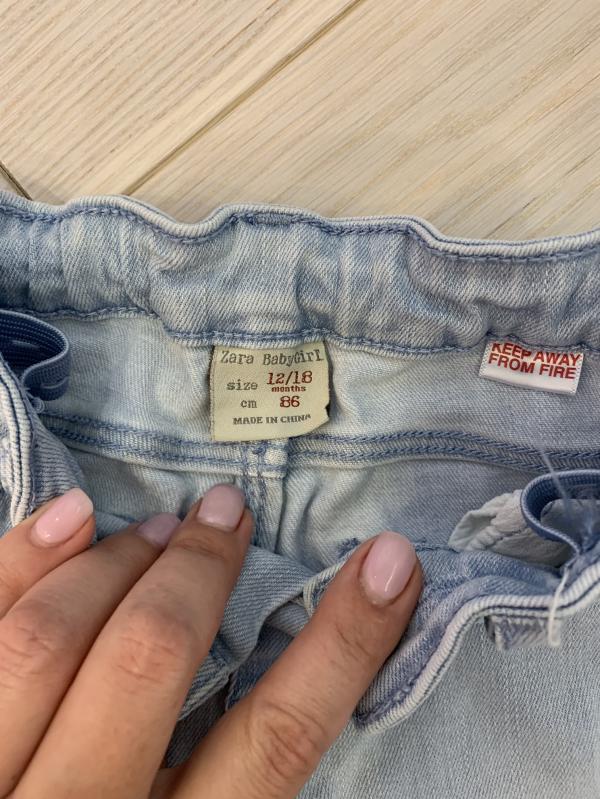 Zara BabyGirl
size 12/18
months
cm 86
MADE IN CHINA
KEEP AWAY
FROM FIRE